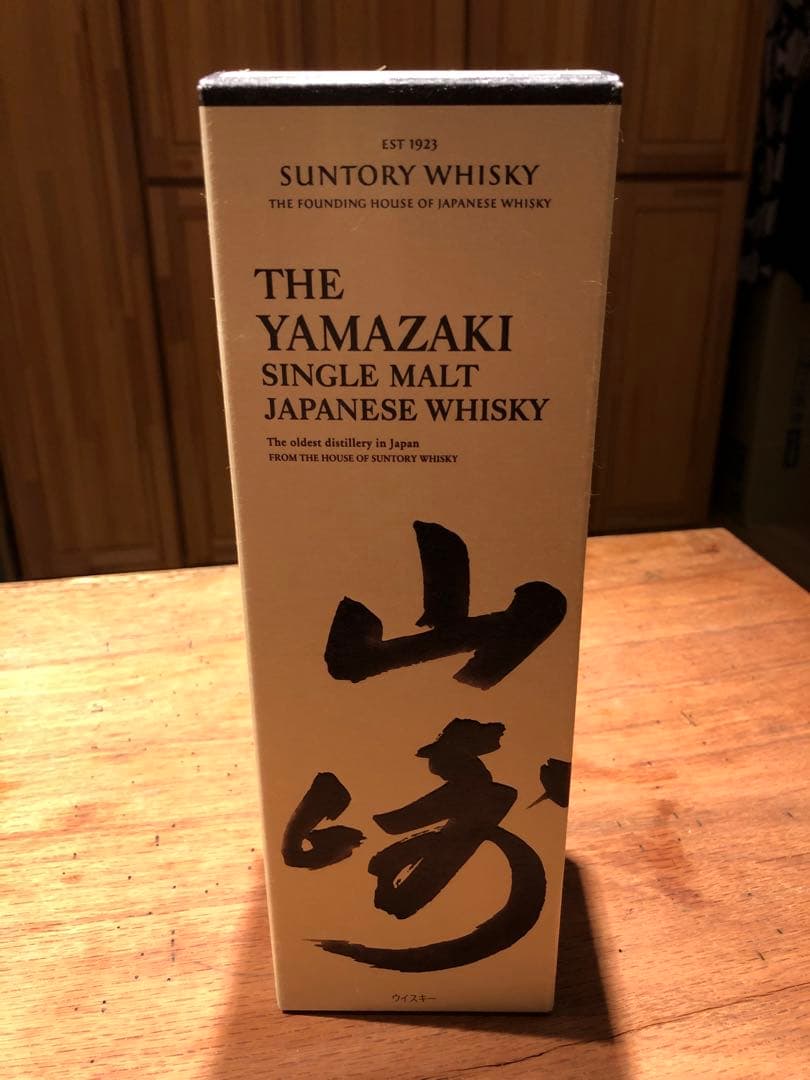 EST 1923
SUNTORY WHISKY
THE FOUNDING HOUSE OF JAPANESE WHISKY
THE
YAMAZAKI
SINGLE MALT
JAPANESE WHISKY
The oldest distillery in Japan
FROM THE HOUSE OF SUNTORY WHISKY
山
崎
ウイスキー